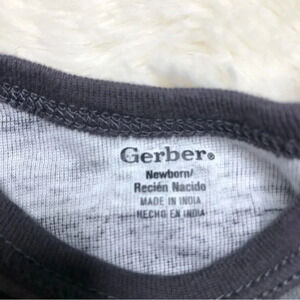 Gerber®
Newborn/
Recién Nacido
MADE IN INDIA
HECHO EN INDIA